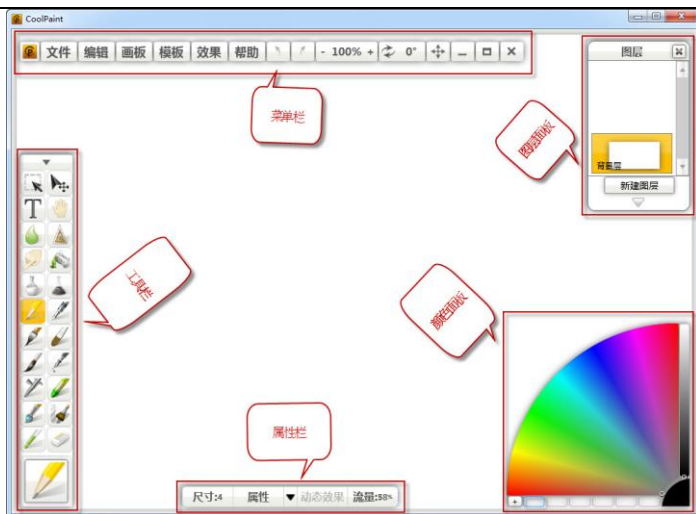 CoolPaint
文件 编辑 画板 模板 效果 帮助 - 100% + 0°
菜单栏
图层
图层面板
背景层
新建图层
T
工具栏
颜色面板
属性栏
尺寸:4 属性 动态效果 流量:58%